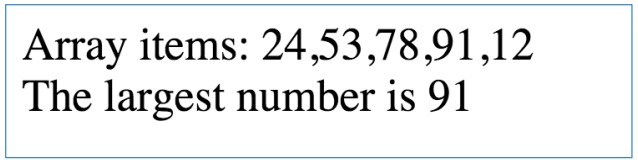 Array items: 24,53,78,91,12
The largest number is 91